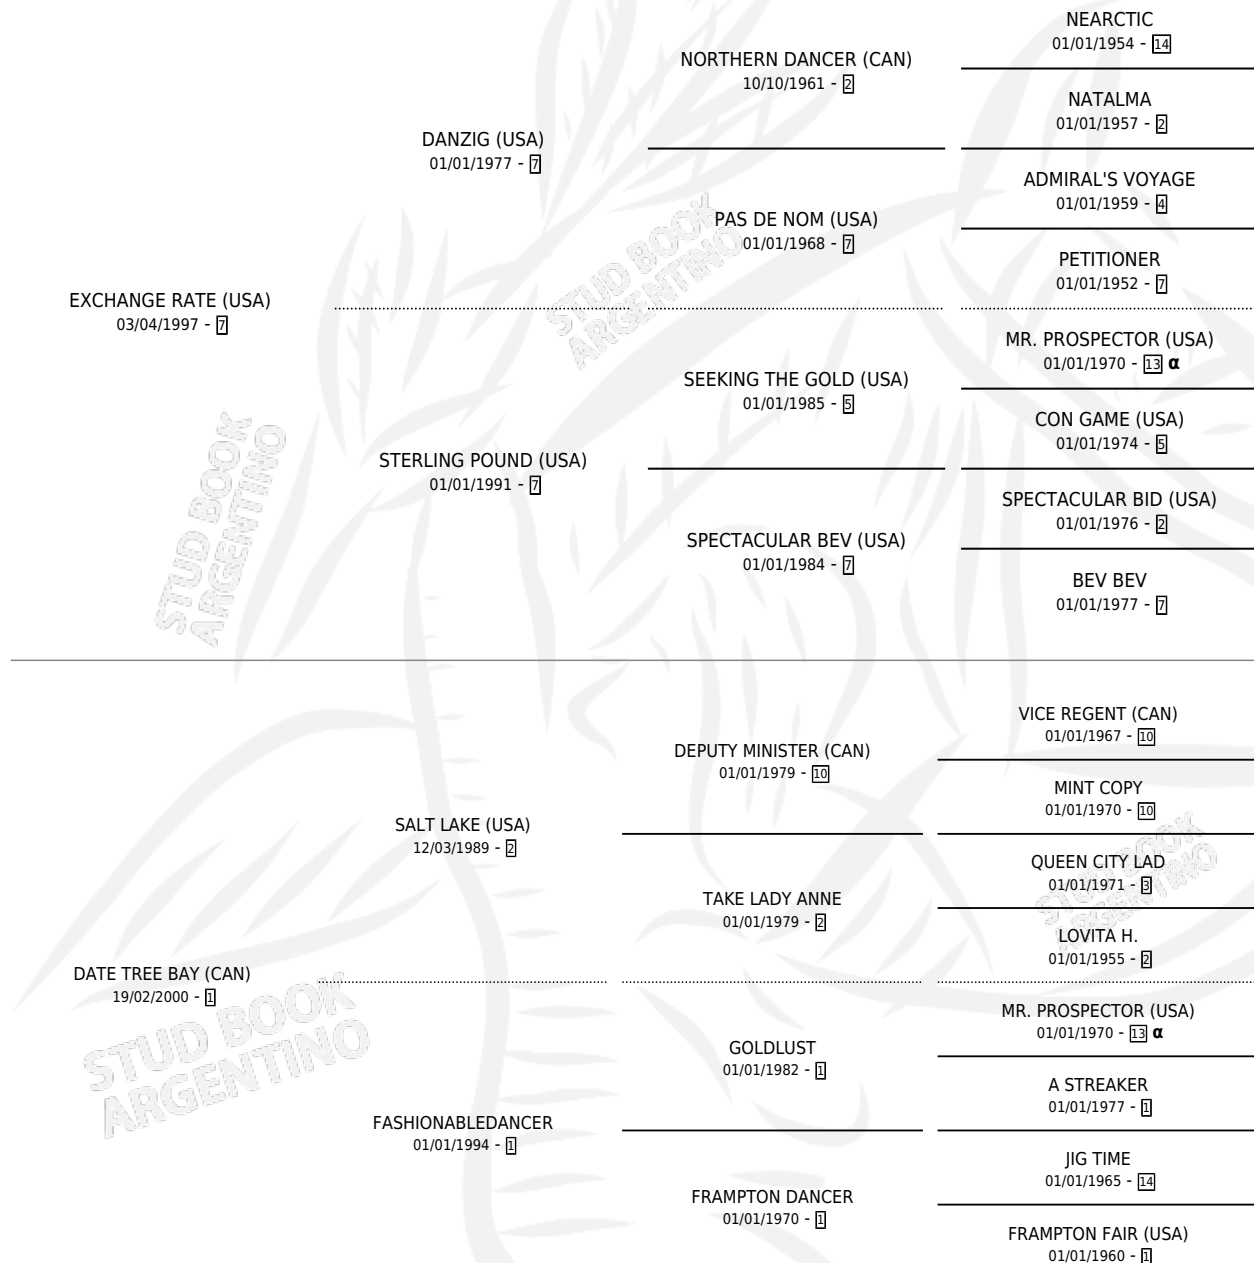 NEARCTIC
01/01/1954 - 14
NORTHERN DANCER (CAN)
10/10/1961 - 2
NATALMA
01/01/1957 - 2
DANZIG (USA)
01/01/1977 - 7
ADMIRAL'S VOYAGE
01/01/1959 - 4
PAS DE NOM (USA)
01/01/1968 - 7
PETITIONER
01/01/1952 - 7
EXCHANGE RATE (USA)
03/04/1997 - 7
MR. PROSPECTOR (USA)
01/01/1970 - 13 α
SEEKING THE GOLD (USA)
01/01/1985 - 5
CON GAME (USA)
01/01/1974 - 5
STERLING POUND (USA)
01/01/1991 - 7
SPECTACULAR BID (USA)
01/01/1976 - 2
SPECTACULAR BEV (USA)
01/01/1984 - 7
BEV BEV
01/01/1977 - 7
VICE REGENT (CAN)
01/01/1967 - 10
DEPUTY MINISTER (CAN)
01/01/1979 - 10
MINT COPY
01/01/1970 - 10
SALT LAKE (USA)
12/03/1989 - 2
QUEEN CITY LAD
01/01/1971 - 3
TAKE LADY ANNE
01/01/1979 - 2
LOVITA H.
01/01/1955 - 2
DATE TREE BAY (CAN)
19/02/2000 - 1
MR. PROSPECTOR (USA)
01/01/1970 - 13 α
GOLDLUST
01/01/1982 - 1
A STREAKER
01/01/1977 - 1
FASHIONABLEDANCER
01/01/1994 - 1
JIG TIME
01/01/1965 - 14
FRAMPTON DANCER
01/01/1970 - 1
FRAMPTON FAIR (USA)
01/01/1960 - 1
STUD BOOK
ARGENTINO
STUD BOOK
ARGENTINO
STUD BOOK
ARGENTINO
STUD BOOK
ARGENTINO